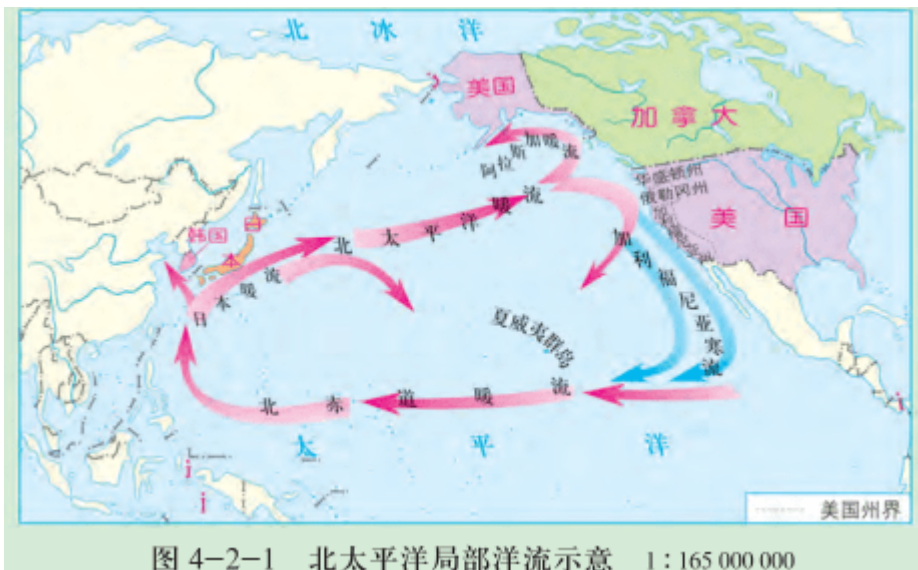 北冰洋
美国
加拿大
阿拉斯加暖流
华盛顿州
俄勒冈州
美国
韩国
日本
北太平洋暖流
日本暖流
加利福尼亚寒流
夏威夷群岛
北赤道暖流
太平洋
美国州界
图 4-2-1 北太平洋局部洋流示意 1:165 000 000